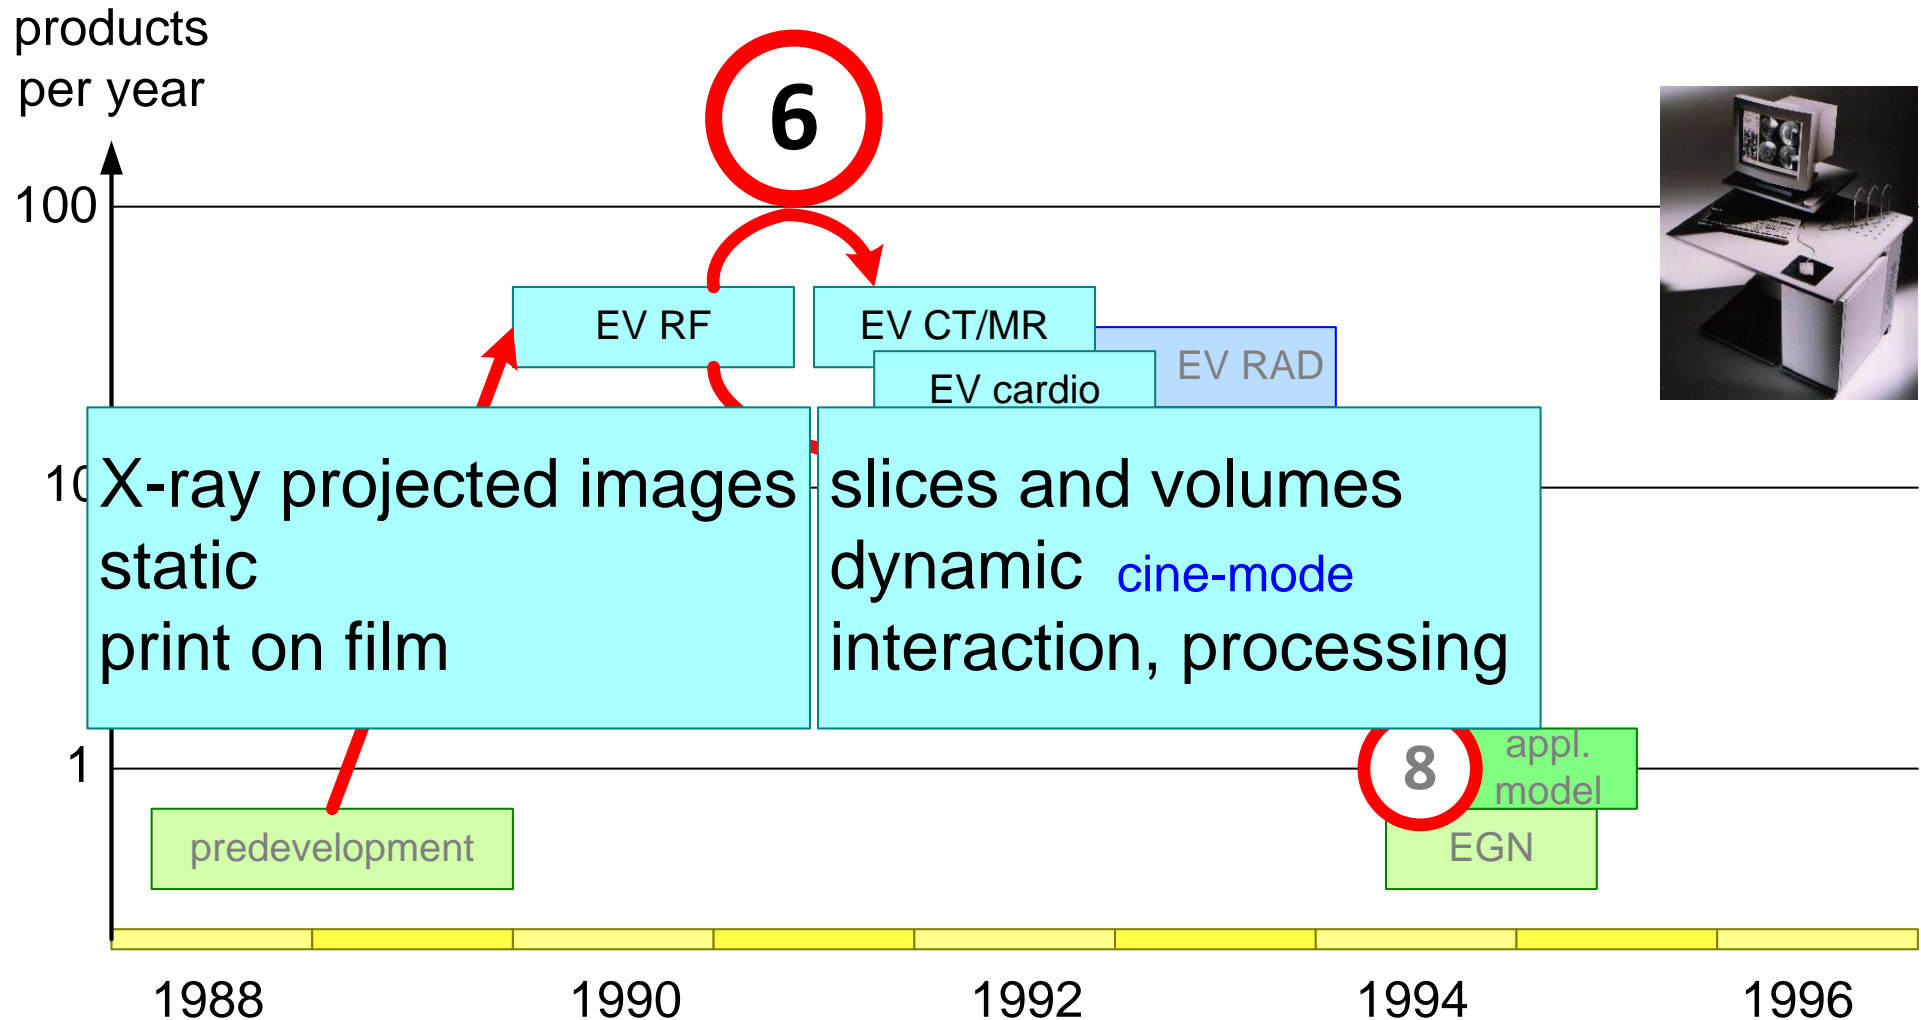 products
per year
6
100
EV RF
EV CT/MR
EV RAD
EV cardio
10
X-ray projected images
static
print on film
slices and volumes
dynamic cine-mode
interaction, processing
1
8
appl.
model
predevelopment
EGN
1988
1990
1992
1994
1996